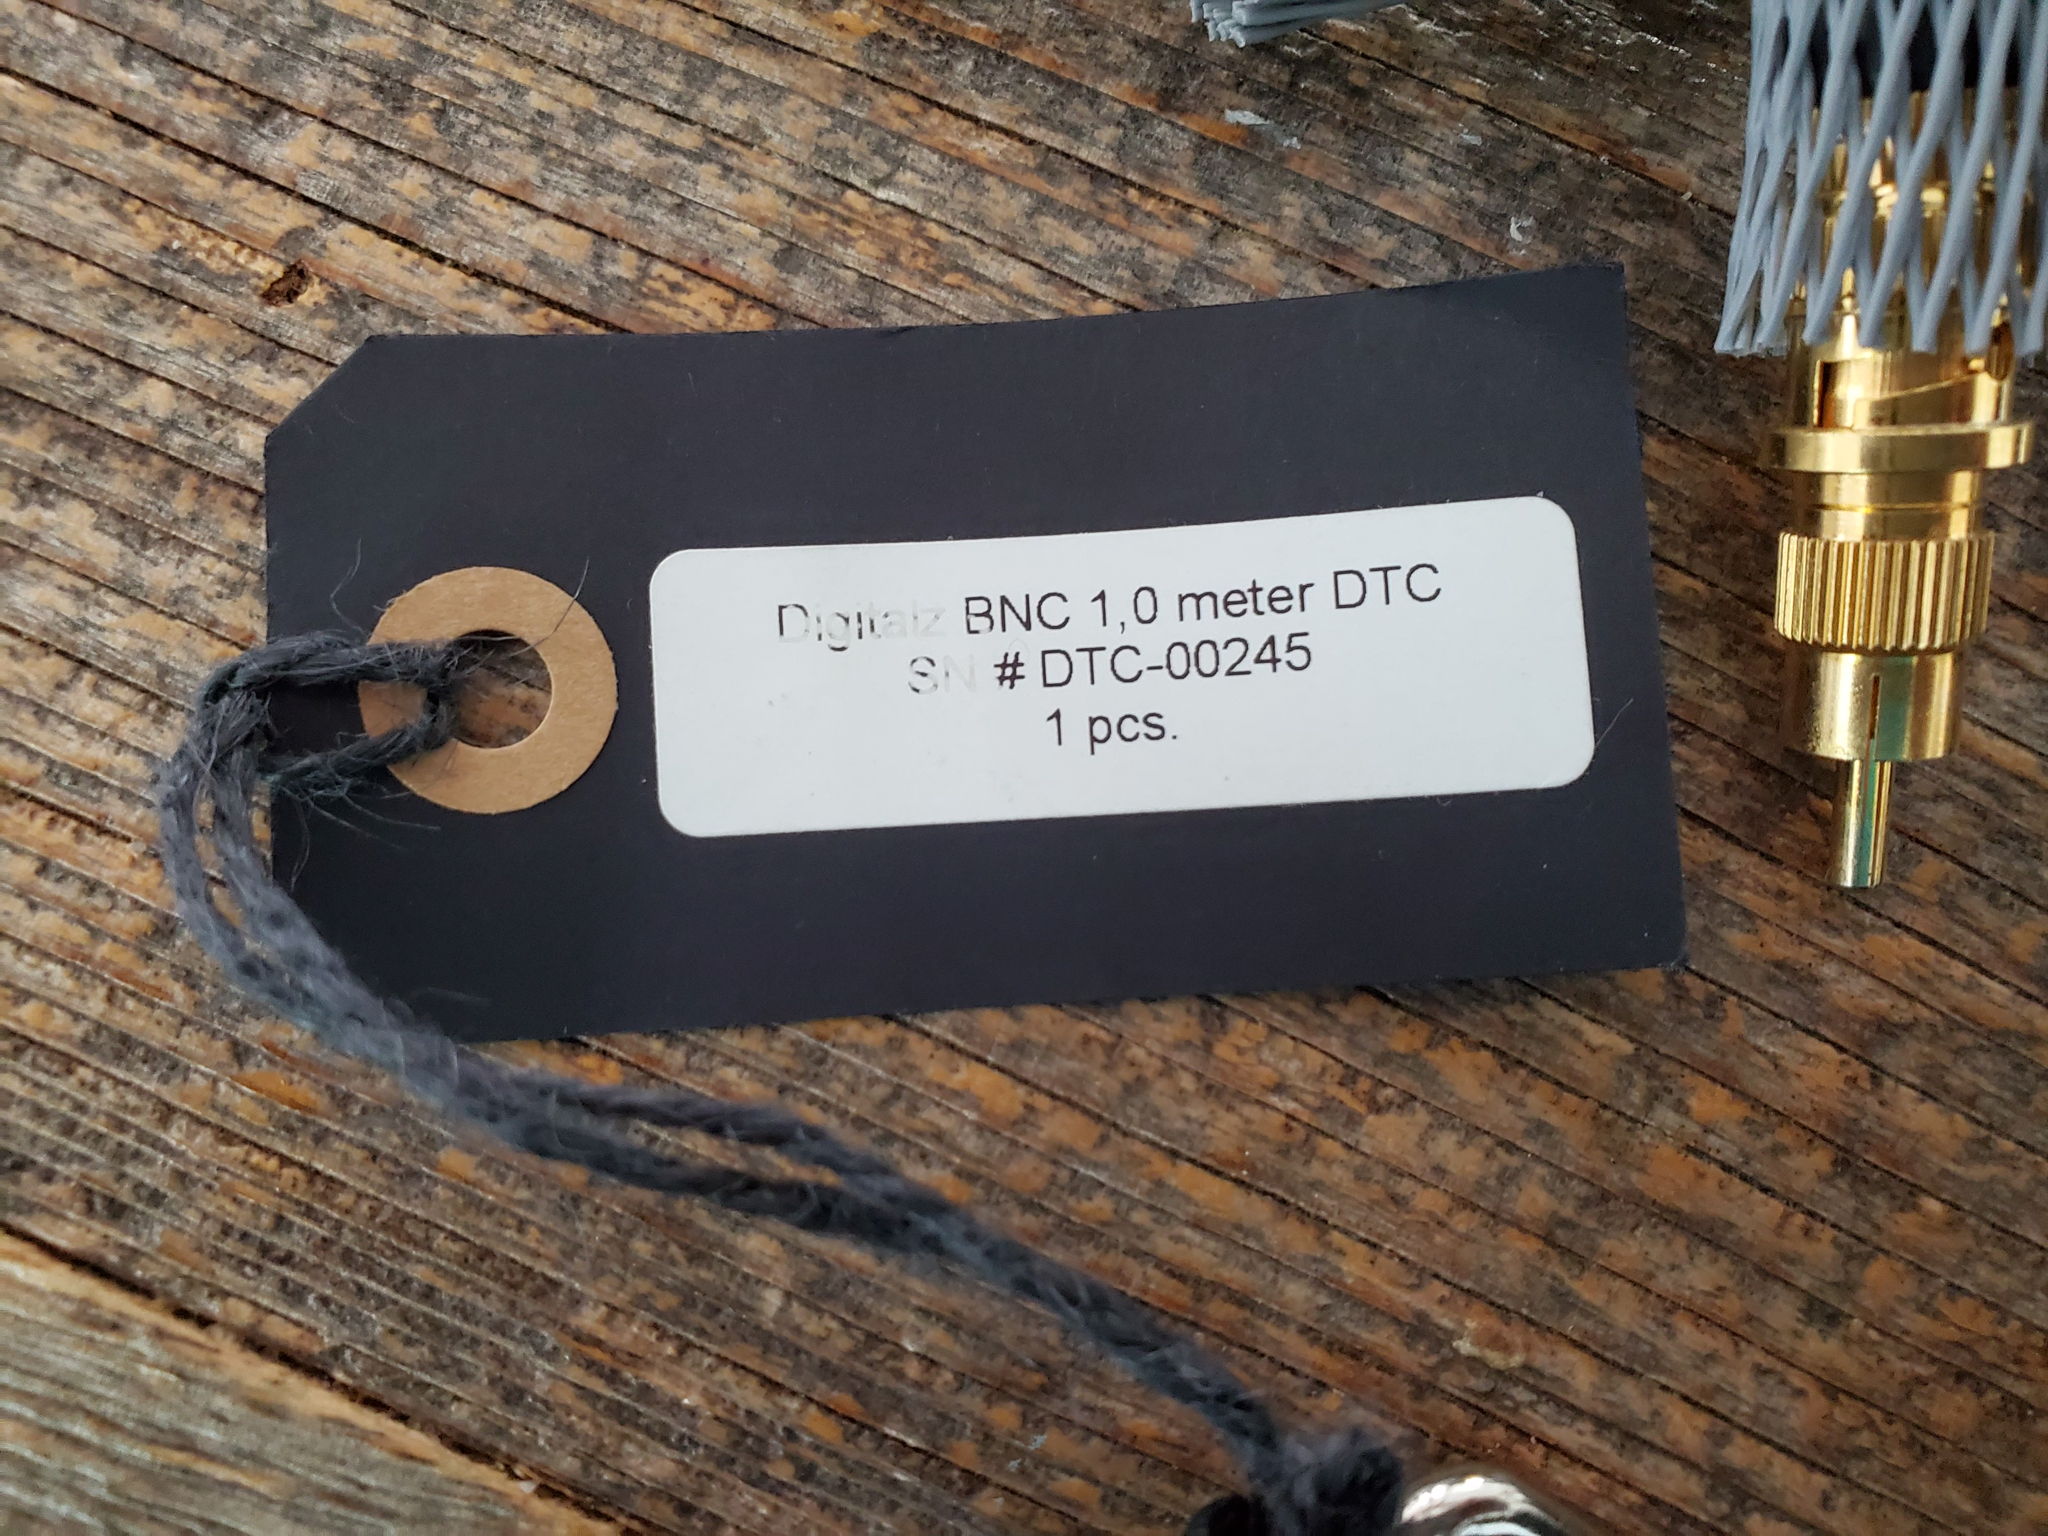 Digitalz BNC 1,0 meter DTC
SN # DTC-00245
1 pcs.